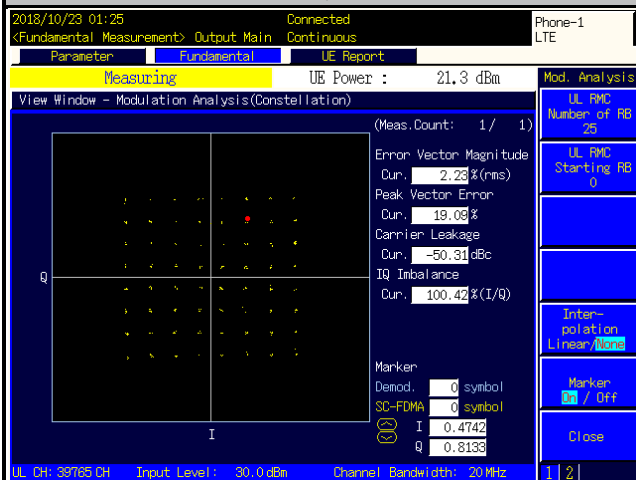 2018/10/23 01:25 Connected Phone-1
<Fundamental Measurement> Output Main Continuous LTE
Parameter Fundamental UE Report
Measuring UE Power : 21.3 dBm Mod. Analysis
View Window - Modulation Analysis(Constellation)
UL RMC
Number of RB
25
(Meas.Count: 1/ 1)
Error Vector Magnitude
Cur. 2.23 %(rms)
UL RMC
Starting RB
0
Peak Vector Error
Cur. 19.09 %
Carrier Leakage
Cur. -50.31 dBc
IQ Imbalance
Cur. 100.42 %(I/Q)
Q
Inter-
polation
Linear/None
Marker
Demod. 0 symbol
SC-FDMA 0 symbol
I 0.4742
Q 0.8133
Marker
On / Off
I
Close
UL CH: 39765 CH Input Level: 30.0 dBm Channel Bandwidth: 20 MHz 1 2